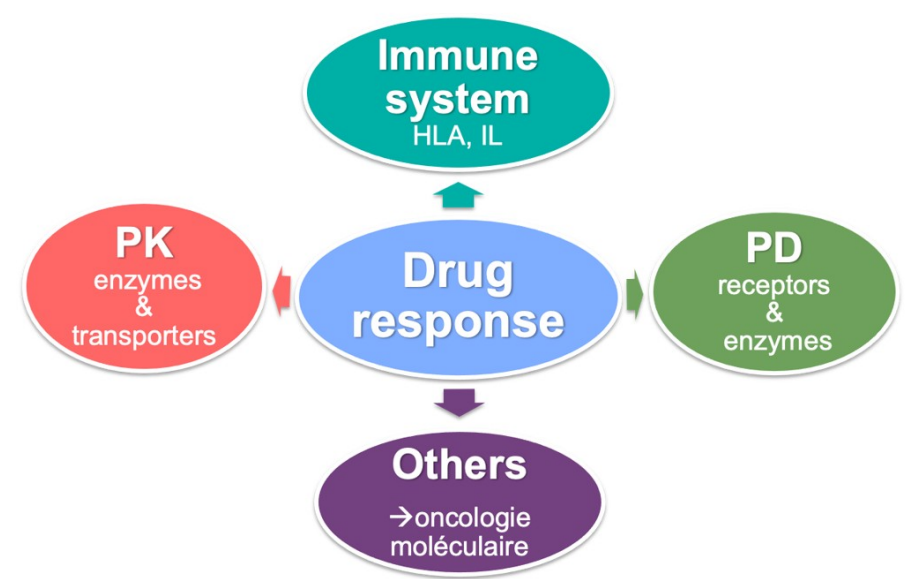 Immune
system
HLA, IL
PK
enzymes
&
transporters
Drug
response
PD
receptors
&
enzymes
Others
→oncologie
moléculaire